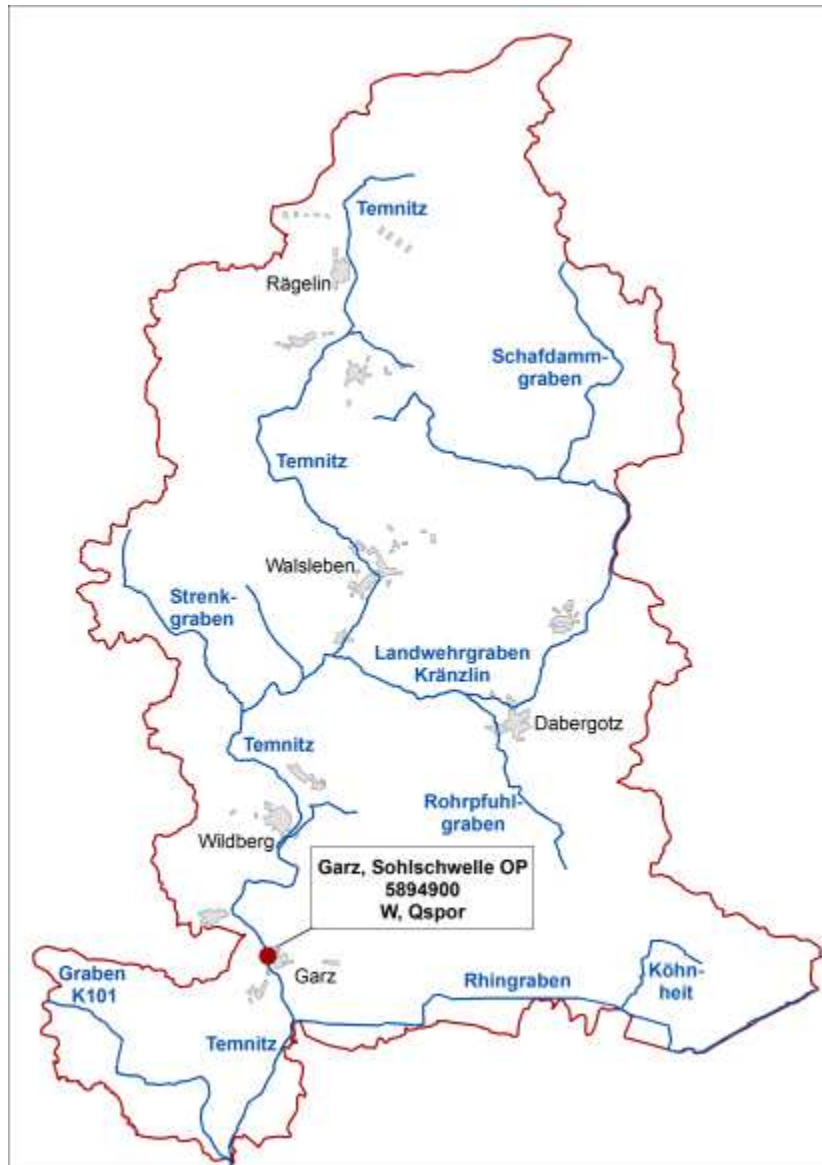 Temnitz
Rägelin
Schafdamm-
graben
Temnitz
Walsleben
Strenk-
graben
Landwehrgraben
Kränzlin
Dabergotz
Temnitz
Rohrpfuhl-
graben
Wildberg
Garz, Sohlschwelle OP
5894900
W, Qspor
Graben
K101
Garz
Rhingraben
Köhn-
heit
Temnitz